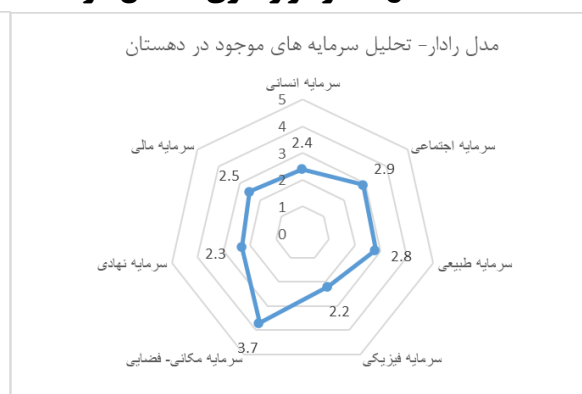 مدل رادار- تحلیل سرمایه های موجود در دهستان
سرمایه انسانی
5
4
3
2
1
0
2.4
سرمایه اجتماعی
2.9
سرمایه طبیعی
2.8
سرمایه فیزیکی
2.2
سرمایه مکانی- فضایی
3.7
سرمایه نهادی
2.3
سرمایه مالی
2.5